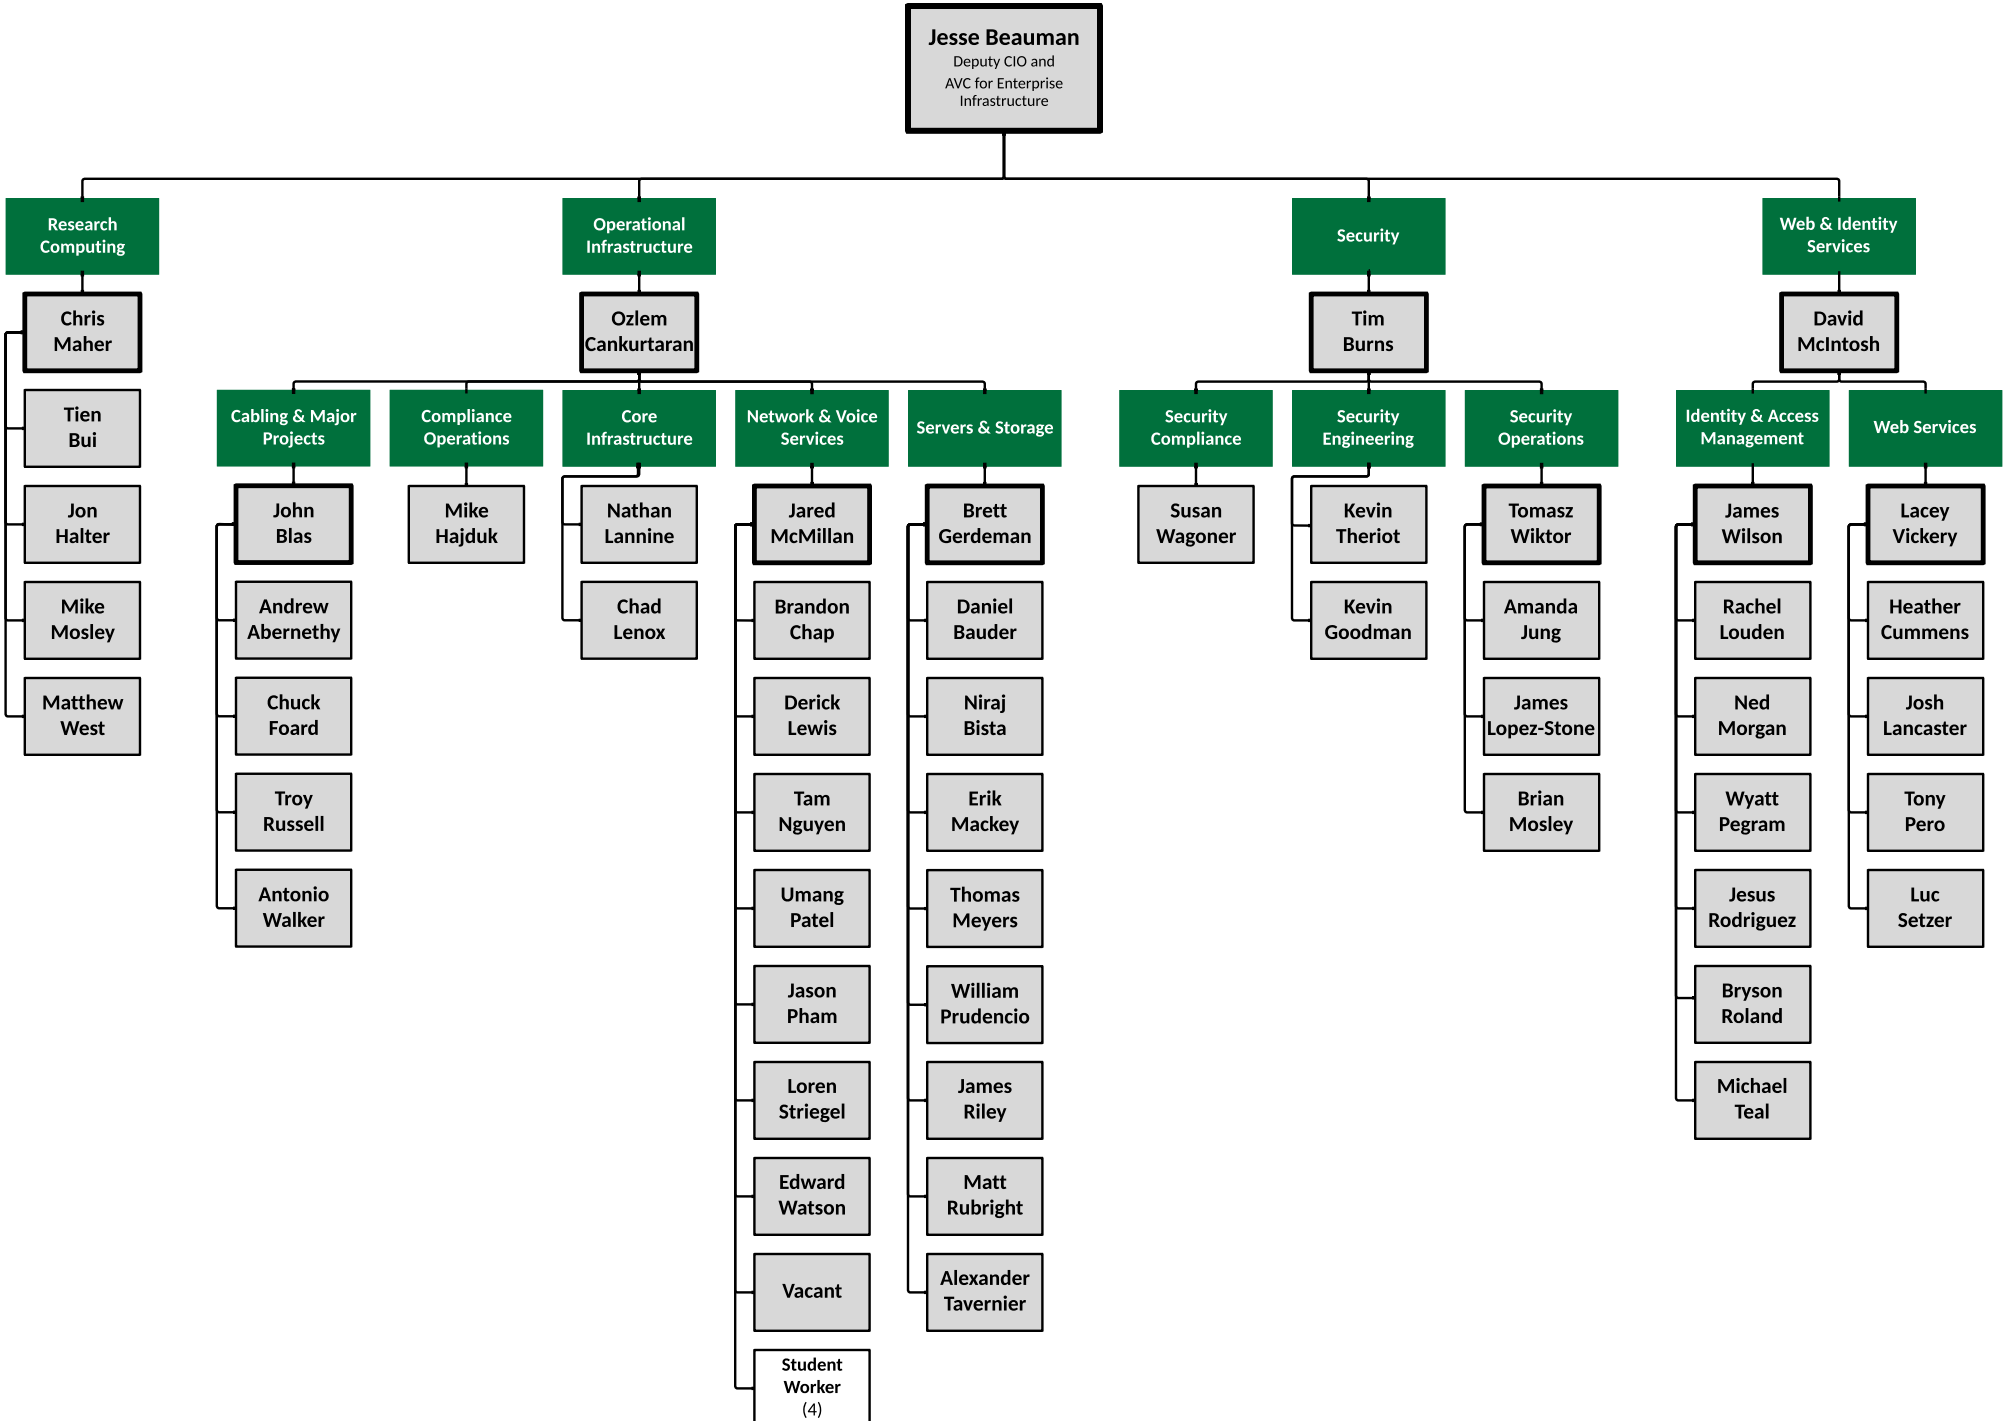 Jesse Beauman
Deputy CIO and
AVC for Enterprise
Infrastructure
Research
Computing
Operational
Infrastructure
Security
Web & Identity
Services
Chris
Maher
Ozlem
Cankurtaran
Tim
Burns
David
McIntosh
Tien
Bui
Jon
Halter
Mike
Mosley
Matthew
West
Cabling & Major
Projects
John
Blas
Andrew
Abernethy
Chuck
Foard
Troy
Russell
Antonio
Walker
Compliance
Operations
Mike
Hajduk
Core
Infrastructure
Nathan
Lannine
Chad
Lenox
Network & Voice
Services
Jared
McMillan
Brandon
Chap
Derick
Lewis
Tam
Nguyen
Umang
Patel
Jason
Pham
Loren
Striegel
Edward
Watson
Vacant
Student
Worker
(4)
Servers & Storage
Brett
Gerdeman
Daniel
Bauder
Niraj
Bista
Erik
Mackey
Thomas
Meyers
William
Prudencio
James
Riley
Matt
Rubright
Alexander
Tavernier
Security
Compliance
Susan
Wagoner
Security
Engineering
Kevin
Theriot
Kevin
Goodman
Security
Operations
Tomasz
Wiktor
Amanda
Jung
James
Lopez-Stone
Brian
Mosley
Identity & Access
Management
James
Wilson
Rachel
Louden
Ned
Morgan
Wyatt
Pegram
Jesus
Rodriguez
Bryson
Roland
Michael
Teal
Web Services
Lacey
Vickery
Heather
Cummens
Josh
Lancaster
Tony
Pero
Luc
Setzer